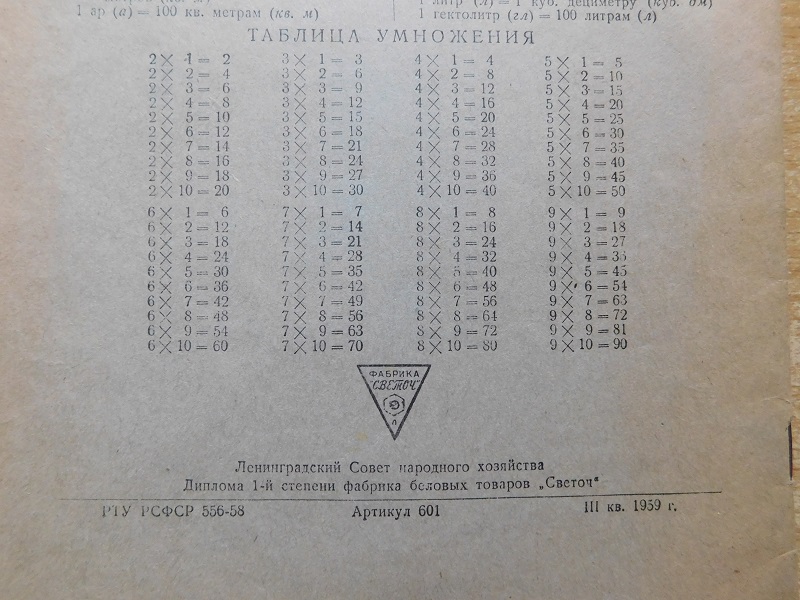 1 ар (а) = 100 кв. метрам (кв. м)
1 литр (л) = 1 куб. дециметру (куб. дм)
1 гектолитр (гл) = 100 литрам (л)
ТАБЛИЦА УМНОЖЕНИЯ
2 × 1 = 2 3 × 1 = 3 4 × 1 = 4 5 × 1 = 5
2 × 2 = 4 3 × 2 = 6 4 × 2 = 8 5 × 2 = 10
2 × 3 = 6 3 × 3 = 9 4 × 3 = 12 5 × 3 = 15
2 × 4 = 8 3 × 4 = 12 4 × 4 = 16 5 × 4 = 20
2 × 5 = 10 3 × 5 = 15 4 × 5 = 20 5 × 5 = 25
2 × 6 = 12 3 × 6 = 18 4 × 6 = 24 5 × 6 = 30
2 × 7 = 14 3 × 7 = 21 4 × 7 = 28 5 × 7 = 35
2 × 8 = 16 3 × 8 = 24 4 × 8 = 32 5 × 8 = 40
2 × 9 = 18 3 × 9 = 27 4 × 9 = 36 5 × 9 = 45
2 × 10 = 20 3 × 10 = 30 4 × 10 = 40 5 × 10 = 50
6 × 1 = 6 7 × 1 = 7 8 × 1 = 8 9 × 1 = 9
6 × 2 = 12 7 × 2 = 14 8 × 2 = 16 9 × 2 = 18
6 × 3 = 18 7 × 3 = 21 8 × 3 = 24 9 × 3 = 27
6 × 4 = 24 7 × 4 = 28 8 × 4 = 32 9 × 4 = 36
6 × 5 = 30 7 × 5 = 35 8 × 5 = 40 9 × 5 = 45
6 × 6 = 36 7 × 6 = 42 8 × 6 = 48 9 × 6 = 54
6 × 7 = 42 7 × 7 = 49 8 × 7 = 56 9 × 7 = 63
6 × 8 = 48 7 × 8 = 56 8 × 8 = 64 9 × 8 = 72
6 × 9 = 54 7 × 9 = 63 8 × 9 = 72 9 × 9 = 81
6 × 10 = 60 7 × 10 = 70 8 × 10 = 80 9 × 10 = 90
ФАБРИКА
"СВЕТОЧ"
Л
Ленинградский Совет народного хозяйства
Диплома 1-й степени фабрика беловых товаров „Светоч"
РТУ РСФСР 556-58 Артикул 601 III кв. 1959 г.